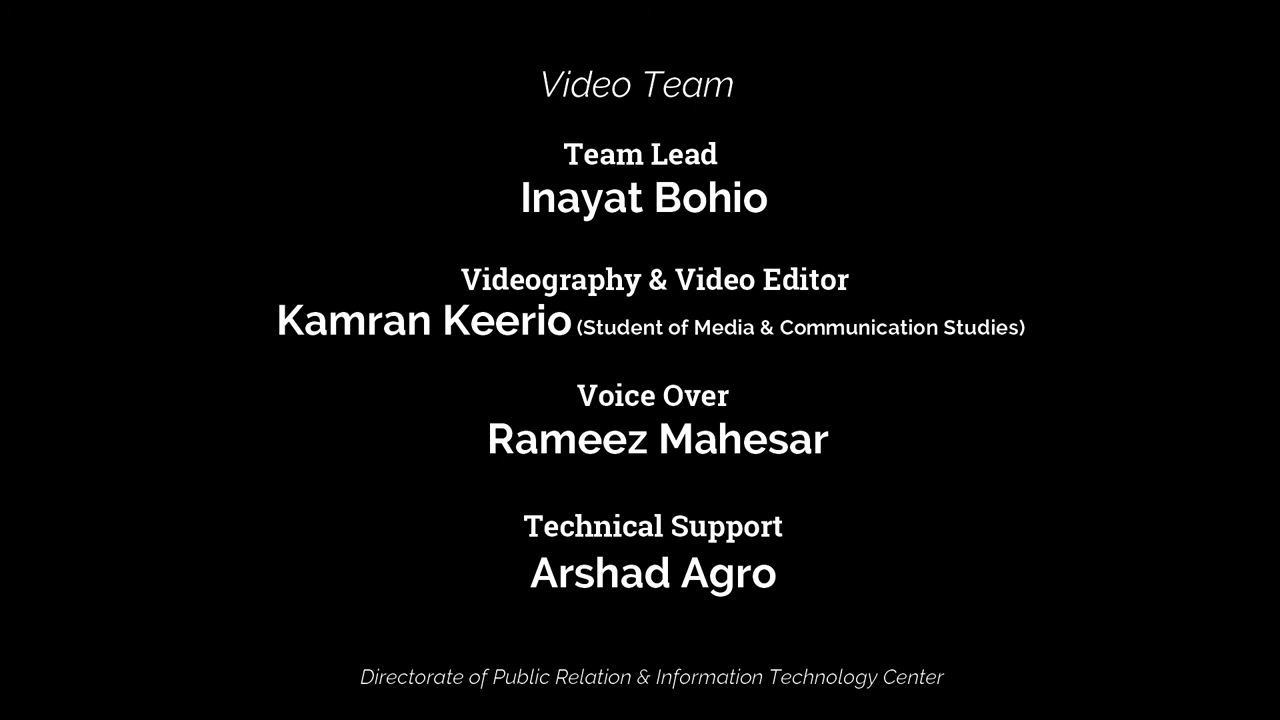 Video Team
Team Lead
Inayat Bohio
Videography & Video Editor
Kamran Keerio (Student of Media & Communication Studies)
Voice Over
Rameez Mahesar
Technical Support
Arshad Agro
Directorate of Public Relation & Information Technology Center